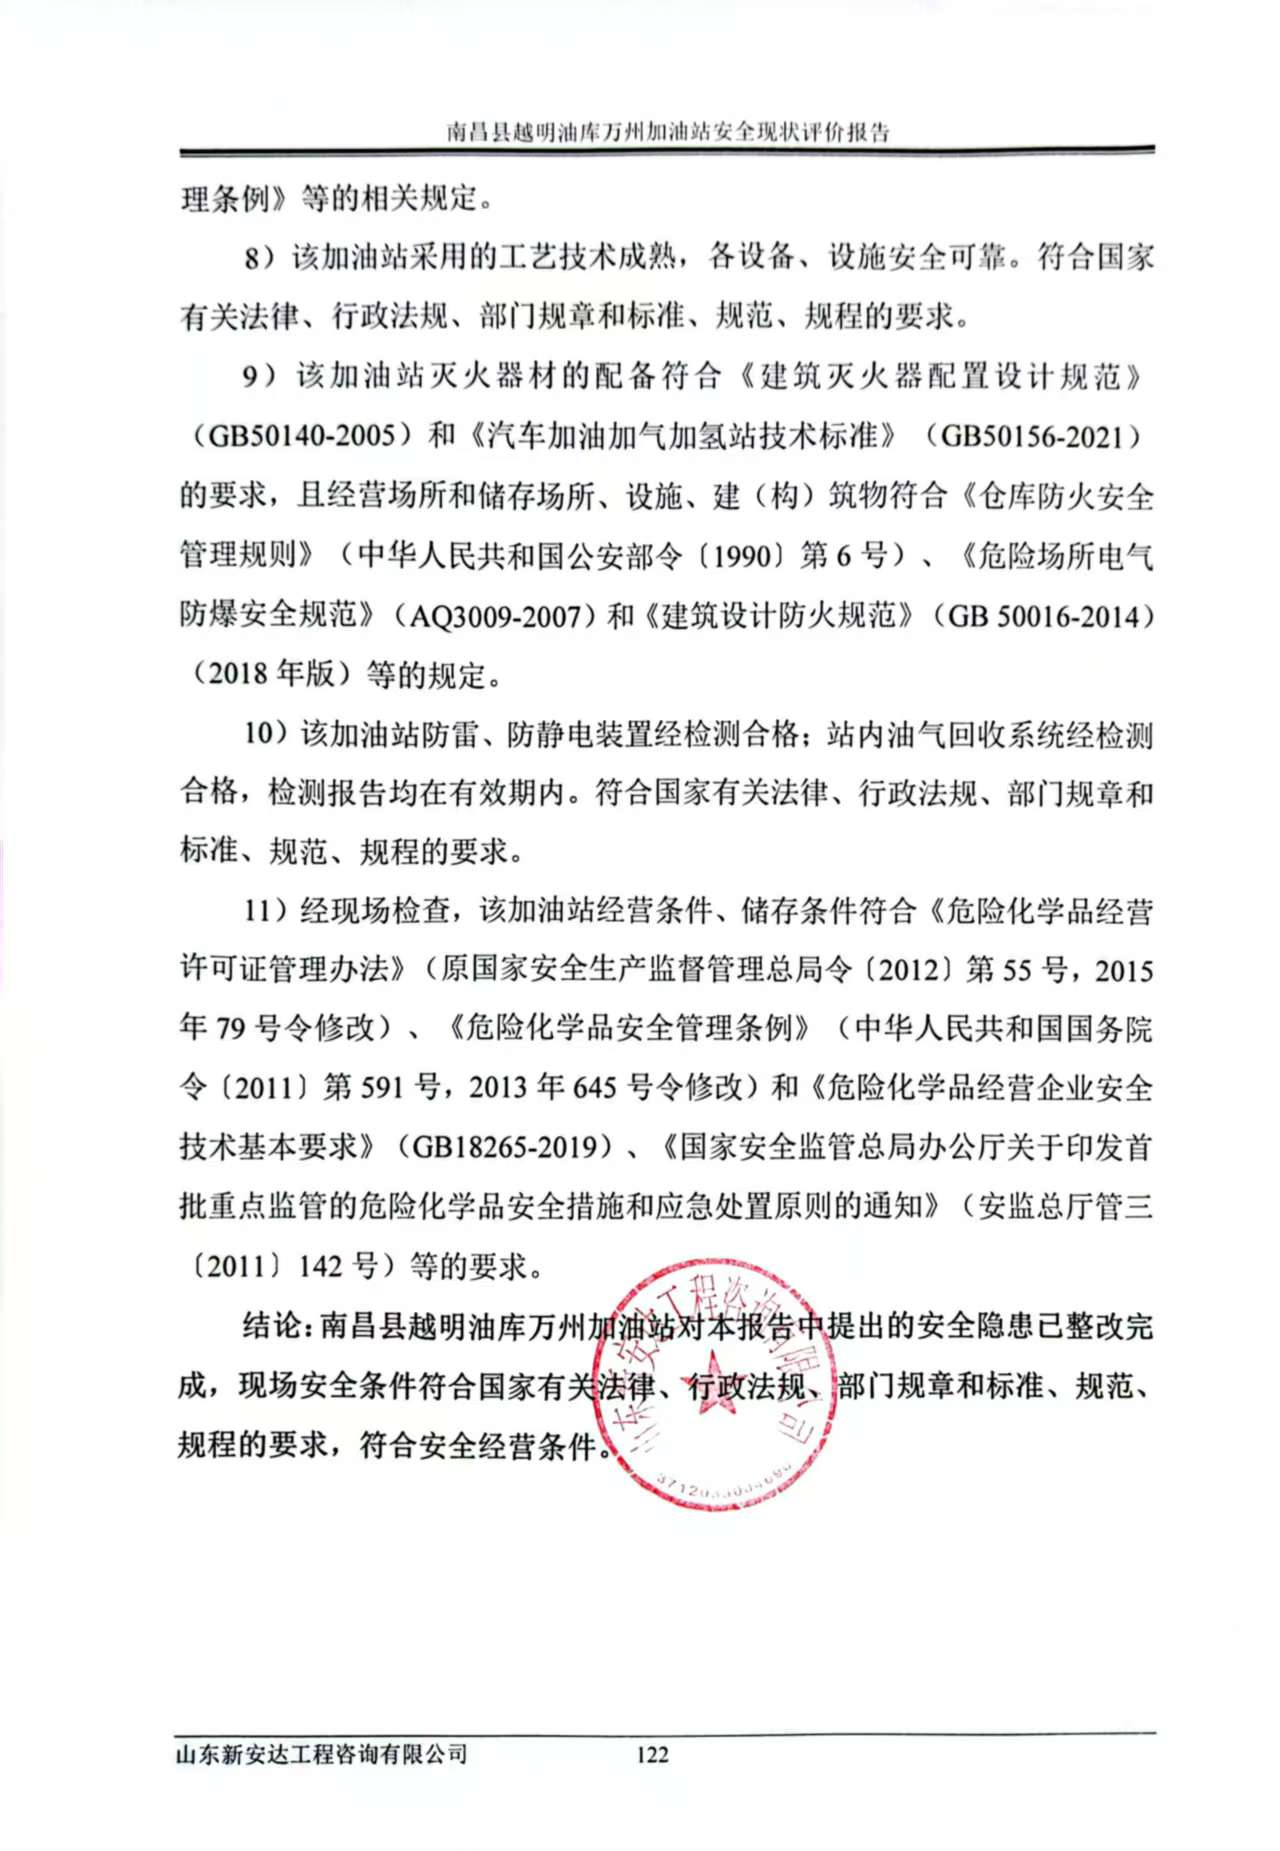 南昌县越明油库万州加油站安全现状评价报告
理条例》等的相关规定。
8）该加油站采用的工艺技术成熟，各设备、设施安全可靠。符合国家
有关法律、行政法规、部门规章和标准、规范、规程的要求。
9）该加油站灭火器材的配备符合《建筑灭火器配置设计规范》
（GB50140-2005）和《汽车加油加气加氢站技术标准》（GB50156-2021）
的要求，且经营场所和储存场所、设施、建（构）筑物符合《仓库防火安全
管理规则》（中华人民共和国公安部令〔1990〕第 6 号）、《危险场所电气
防爆安全规范》（AQ3009-2007）和《建筑设计防火规范》（GB 50016-2014）
（2018 年版）等的规定。
10）该加油站防雷、防静电装置经检测合格；站内油气回收系统经检测
合格，检测报告均在有效期内。符合国家有关法律、行政法规、部门规章和
标准、规范、规程的要求。
11）经现场检查，该加油站经营条件、储存条件符合《危险化学品经营
许可证管理办法》（原国家安全生产监督管理总局令〔2012〕第 55 号，2015
年 79 号令修改）、《危险化学品安全管理条例》（中华人民共和国国务院
令〔2011〕第 591 号，2013 年 645 号令修改）和《危险化学品经营企业安全
技术基本要求》（GB18265-2019）、《国家安全监管总局办公厅关于印发首
批重点监管的危险化学品安全措施和应急处置原则的通知》（安监总厅管三
〔2011〕142 号）等的要求。
结论：南昌县越明油库万州加油站对本报告中提出的安全隐患已整改完
成，现场安全条件符合国家有关法律、行政法规、部门规章和标准、规范、
规程的要求，符合安全经营条件。
山东新安达工程咨询有限公司
山东新安达工程咨询有限公司 122